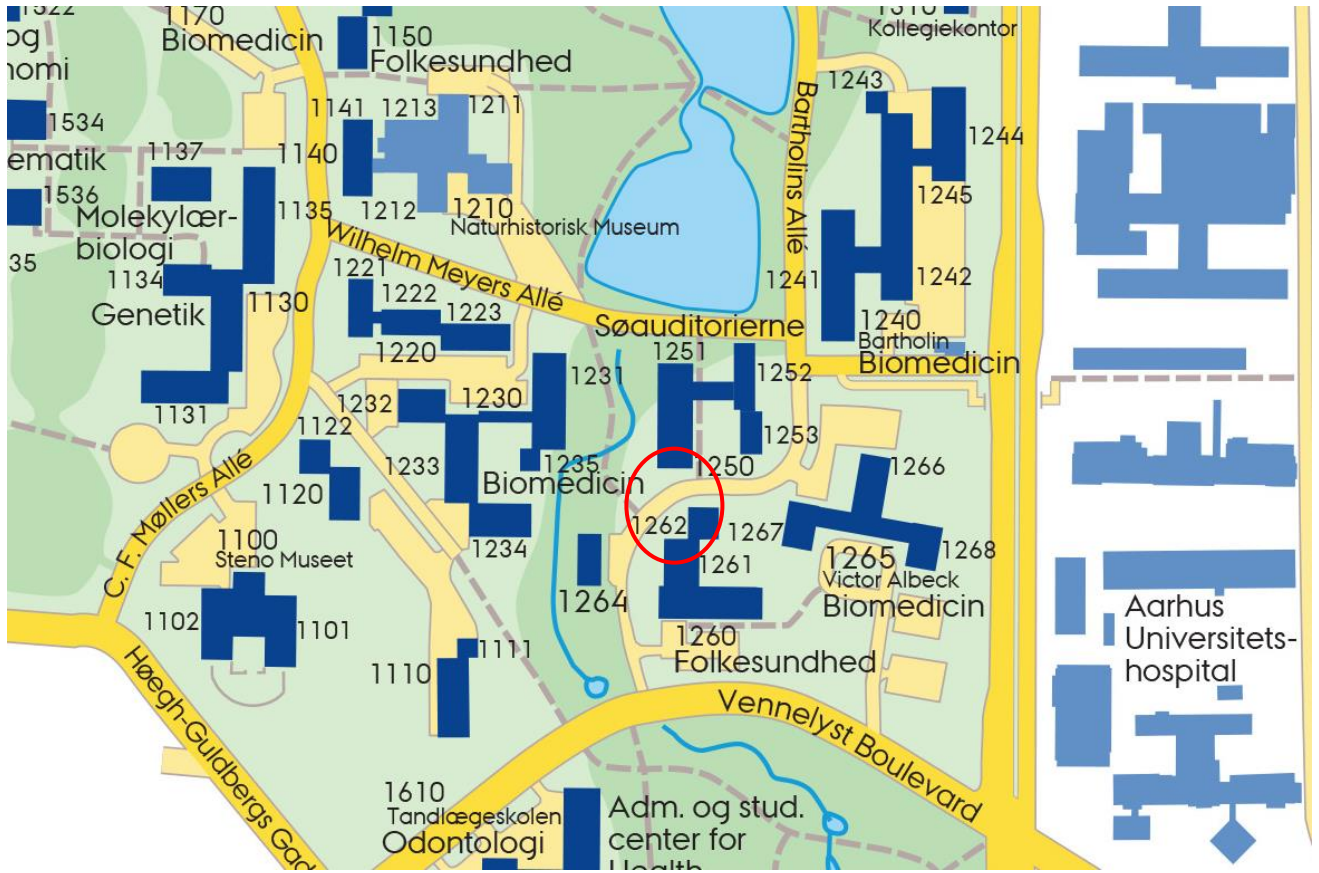 1522
og
nomi
1170
Biomedicin
1150
Folkesundhed
Kollegiekontor
1534
ematik
1536
35
1137
Molekylær-
biologi
1134
Genetik
1135
1130
1131
1141
1140
1213
1211
1212
1210
Naturhistorisk Museum
Wilhelm Meyers Allé
Bartholins Allé
1243
1244
1245
1241
1242
1240
Bartholin
Biomedicin
1221
1222
1223
1220
Søauditorierne
1251
1252
1253
1250
1232
1230
1231
1233
1235
Biomedicin
1234
1122
1120
C. F. Møllers Allé
1100
Steno Museet
1102
1101
1111
1110
1262
1267
1261
1264
1260
Folkesundhed
1266
1265
1268
Victor Albeck
Biomedicin
Aarhus
Universitets-
hospital
Vennelyst Boulevard
Høegh-Guldbergs Gad
1610
Tandlægeskolen
Odontologi
Adm. og stud.
center for
Health